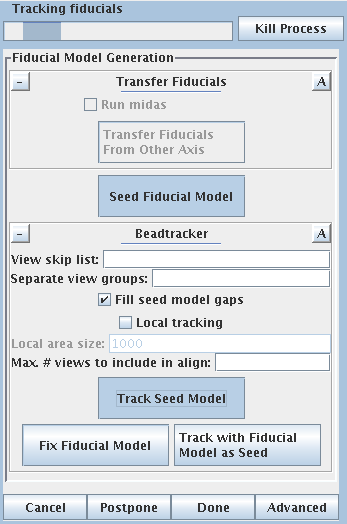 Tracking fiducials
Kill Process
Fiducial Model Generation
– Transfer Fiducials A
Run midas
Transfer Fiducials
From Other Axis
Seed Fiducial Model
– Beadtracker A
View skip list:
Separate view groups:
Fill seed model gaps
Local tracking
Local area size: 1000
Max. # views to include in align:
Track Seed Model
Fix Fiducial Model
Track with Fiducial
Model as Seed
Cancel Postpone Done Advanced